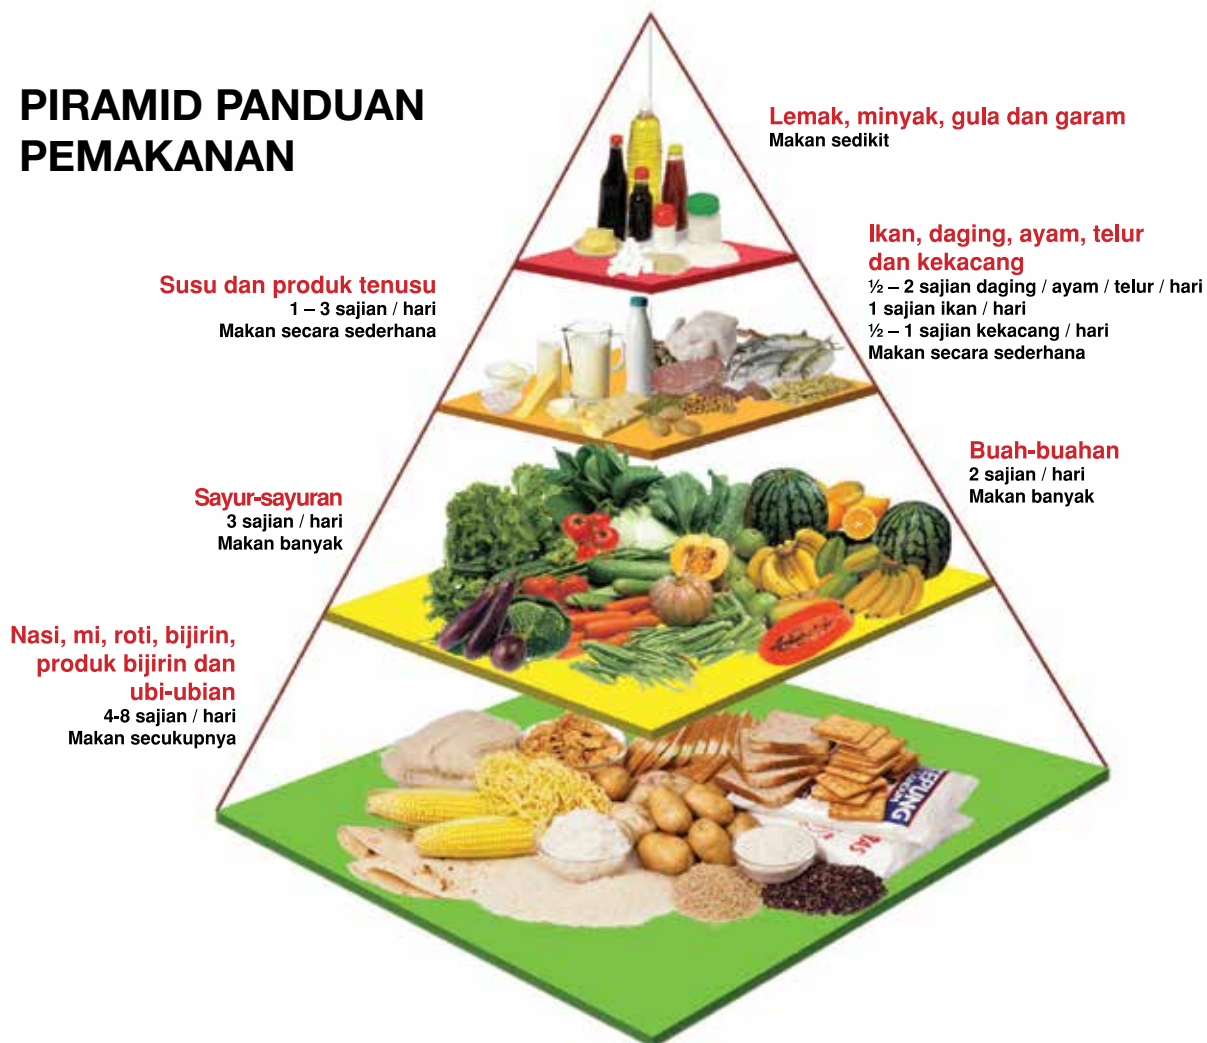 PIRAMID PANDUAN
PEMAKANAN
Lemak, minyak, gula dan garam
Makan sedikit
Ikan, daging, ayam, telur
dan kekacang
½ – 2 sajian daging / ayam / telur / hari
1 sajian ikan / hari
½ – 1 sajian kekacang / hari
Makan secara sederhana
Susu dan produk tenusu
1 – 3 sajian / hari
Makan secara sederhana
Buah-buahan
2 sajian / hari
Makan banyak
Sayur-sayuran
3 sajian / hari
Makan banyak
Nasi, mi, roti, bijirin,
produk bijirin dan
ubi-ubian
4-8 sajian / hari
Makan secukupnya